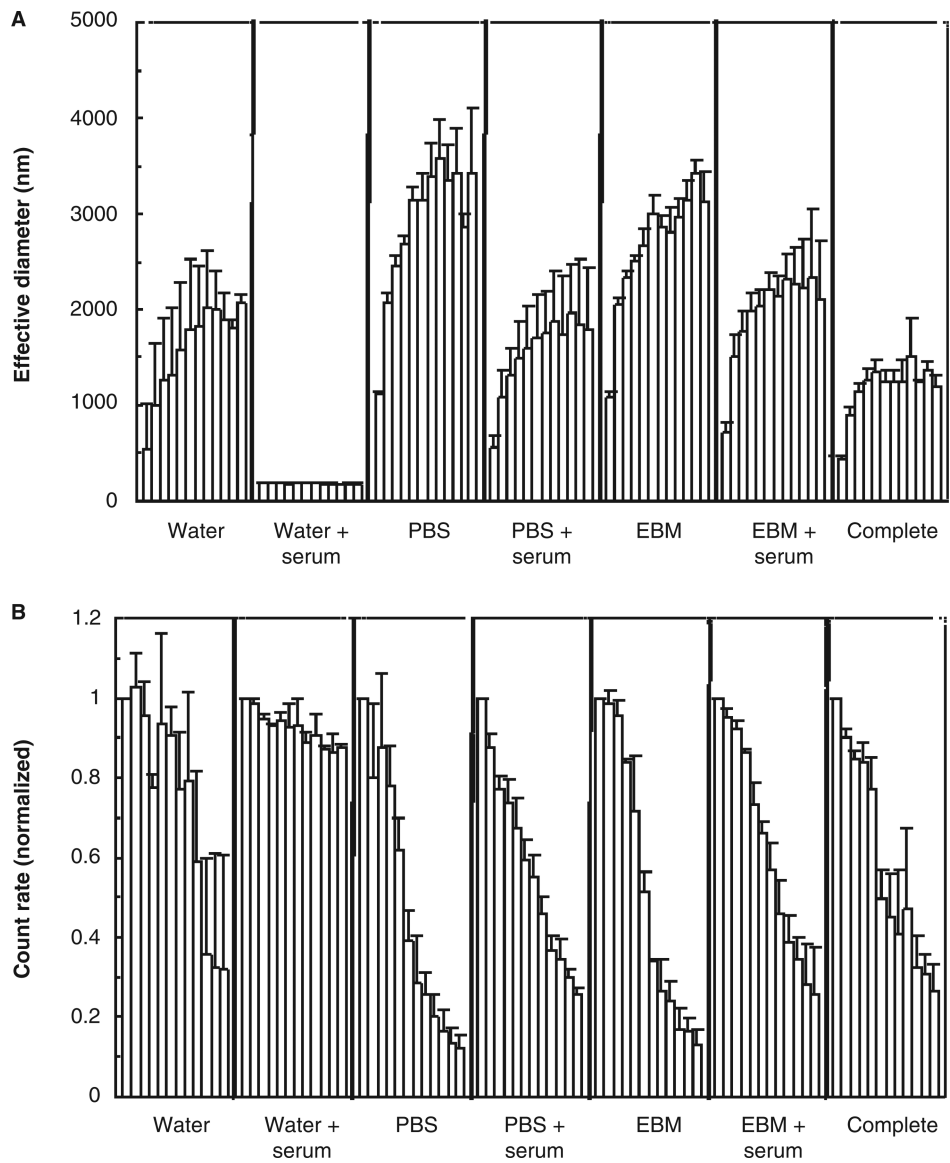 A
5000
4000
3000
2000
1000
0
Effective diameter (nm)
Water
Water +
serum
PBS
PBS +
serum
EBM
EBM +
serum
Complete
B
1.2
1
0.8
0.6
0.4
0.2
0
Count rate (normalized)
Water
Water +
serum
PBS
PBS +
serum
EBM
EBM +
serum
Complete